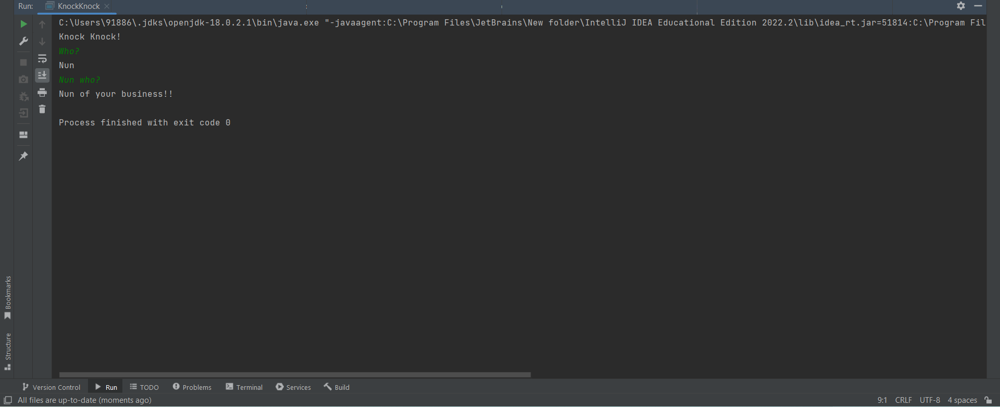 Run: KnockKnock
C:\Users\91886\.jdks\openjdk-18.0.2.1\bin\java.exe "-javaagent:C:\Program Files\JetBrains\New folder\IntelliJ IDEA Educational Edition 2022.2\lib\idea_rt.jar=51814:C:\Program Fil
Knock Knock!
Who?
Nun
Nun who?
Nun of your business!!
Process finished with exit code 0
Bookmarks
Structure
Version Control Run TODO Problems Terminal Services Build
All files are up-to-date (moments ago) 9:1 CRLF UTF-8 4 spaces